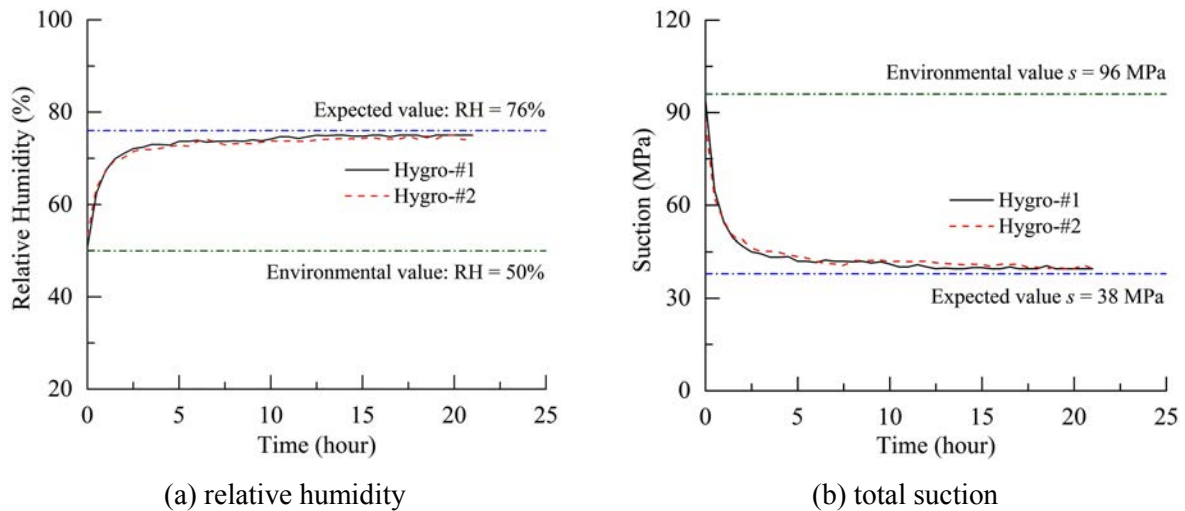 100
80
60
40
20
Relative Humidity (%)
Expected value: RH = 76%
Hygro-#1
Hygro-#2
Environmental value: RH = 50%
0 5 10 15 20 25
Time (hour)
(a) relative humidity
120
90
60
30
0
Suction (MPa)
Environmental value s = 96 MPa
Hygro-#1
Hygro-#2
Expected value s = 38 MPa
0 5 10 15 20 25
Time (hour)
(b) total suction